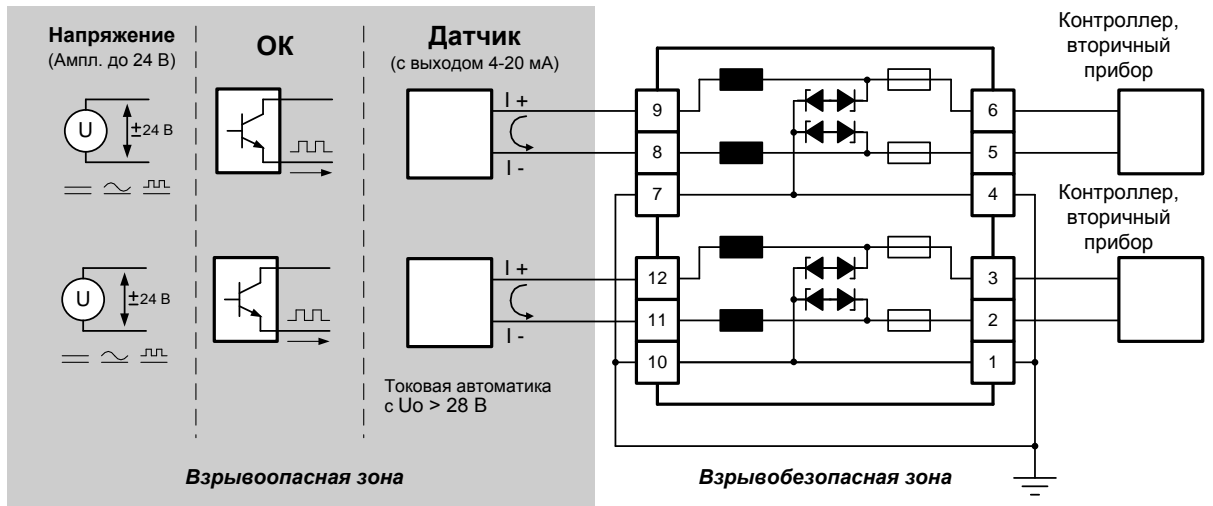 Напряжение
(Ампл. до 24 В)
ОК
Датчик
(с выходом 4-20 мА)
Контроллер,
вторичный
прибор
U
±24 В
I +
I -
9
8
7
6
5
4
Контроллер,
вторичный
прибор
U
±24 В
I +
I -
12
11
10
3
2
1
Токовая автоматика
с Uo > 28 В
Взрывоопасная зона
Взрывобезопасная зона